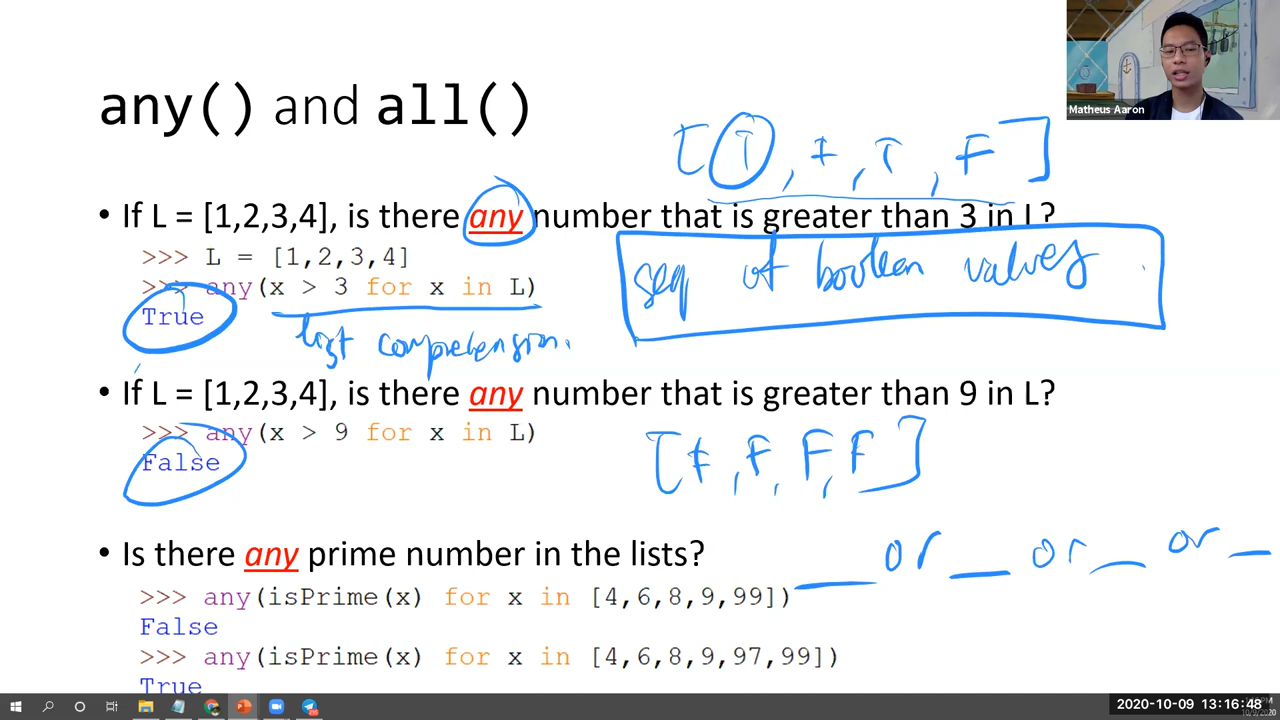 any() and all()
Matheus Aaron
[ T , F , T , F ]
• If L = [1,2,3,4], is there any number that is greater than 3 in L?
>>> L = [1,2,3,4]
>>> any(x > 3 for x in L)
True
seq of boolean values
list comprehension.
• If L = [1,2,3,4], is there any number that is greater than 9 in L?
>>> any(x > 9 for x in L)
False
[ F , F , F , F ]
• Is there any prime number in the lists?
__ or __ or __ or __
>>> any(isPrime(x) for x in [4,6,8,9,99])
False
>>> any(isPrime(x) for x in [4,6,8,9,97,99])
True
2020-10-09 13:16:48